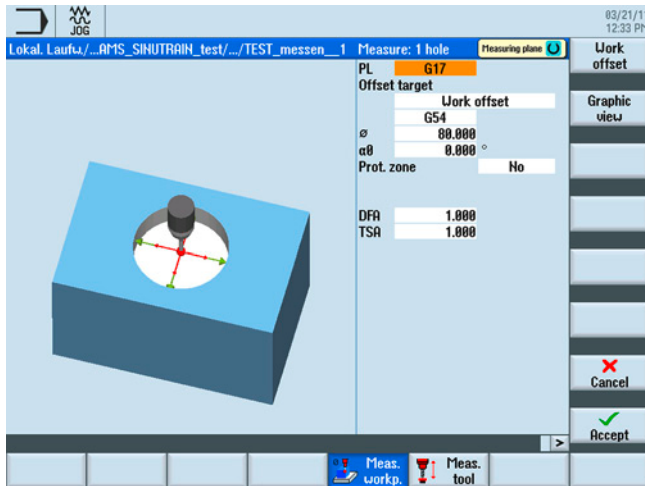 JOG
03/21/1
12:33 PM
Lokal. Laufw./...AMS_SINUTRAIN_test/.../TEST_messen__1
Measure: 1 hole
Measuring plane
Work
offset
PL G17
Offset target
Work offset
G54
ø 80.000
α0 0.000 °
Prot. zone No
DFA 1.000
TSA 1.000
Graphic
view
Cancel
Accept
>
Meas.
workp.
Meas.
tool